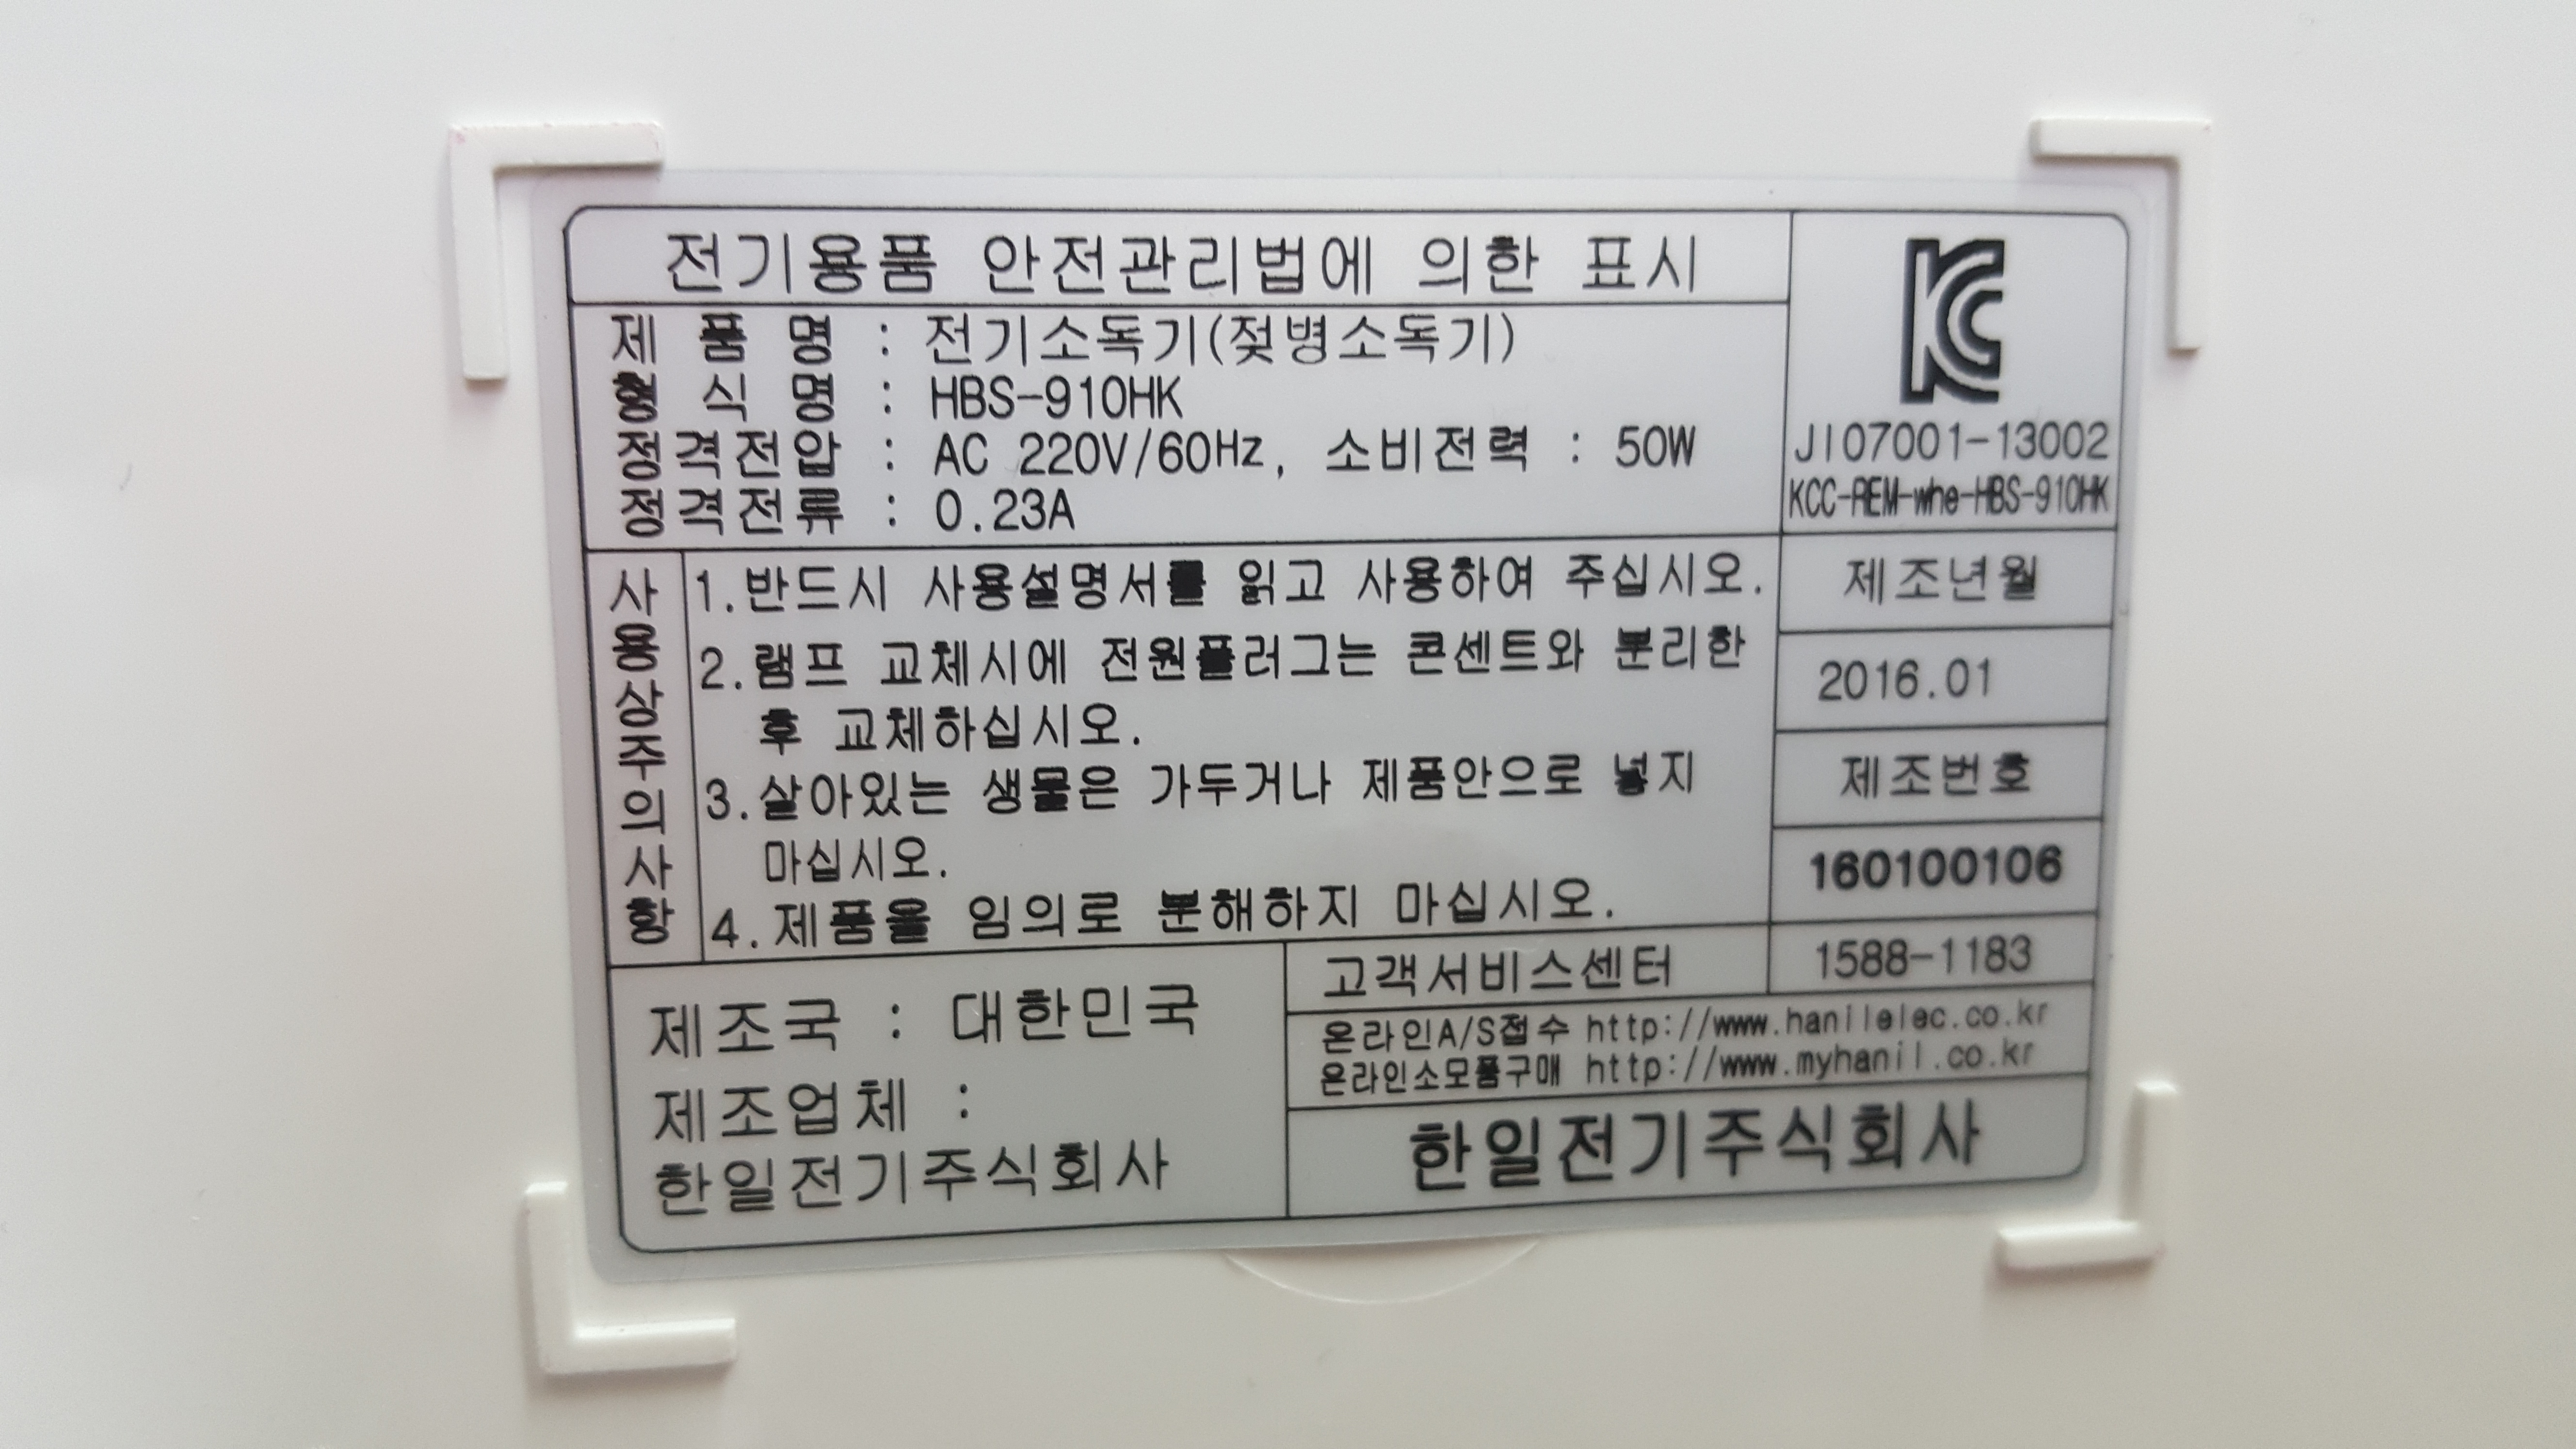 전기용품 안전관리법에 의한 표시
KC
제 품 명 : 전기소독기(젖병소독기)
형 식 명 : HBS-910HK
정격전압 : AC 220V/60Hz, 소비전력 : 50W
정격전류 : 0.23A
JI07001-13002
KCC-REM-whe-HBS-910HK
사용상주의사항
1.반드시 사용설명서를 읽고 사용하여 주십시오.
2.램프 교체시에 전원플러그는 콘센트와 분리한
후 교체하십시오.
3.살아있는 생물은 가두거나 제품안으로 넣지
마십시오.
4.제품을 임의로 분해하지 마십시오.
제조년월
2016.01
제조번호
160100106
제조국 : 대한민국
제조업체 :
한일전기주식회사
고객서비스센터 1588-1183
온라인A/S접수 http://www.hanilelec.co.kr
온라인소모품구매 http://www.myhanil.co.kr
한일전기주식회사